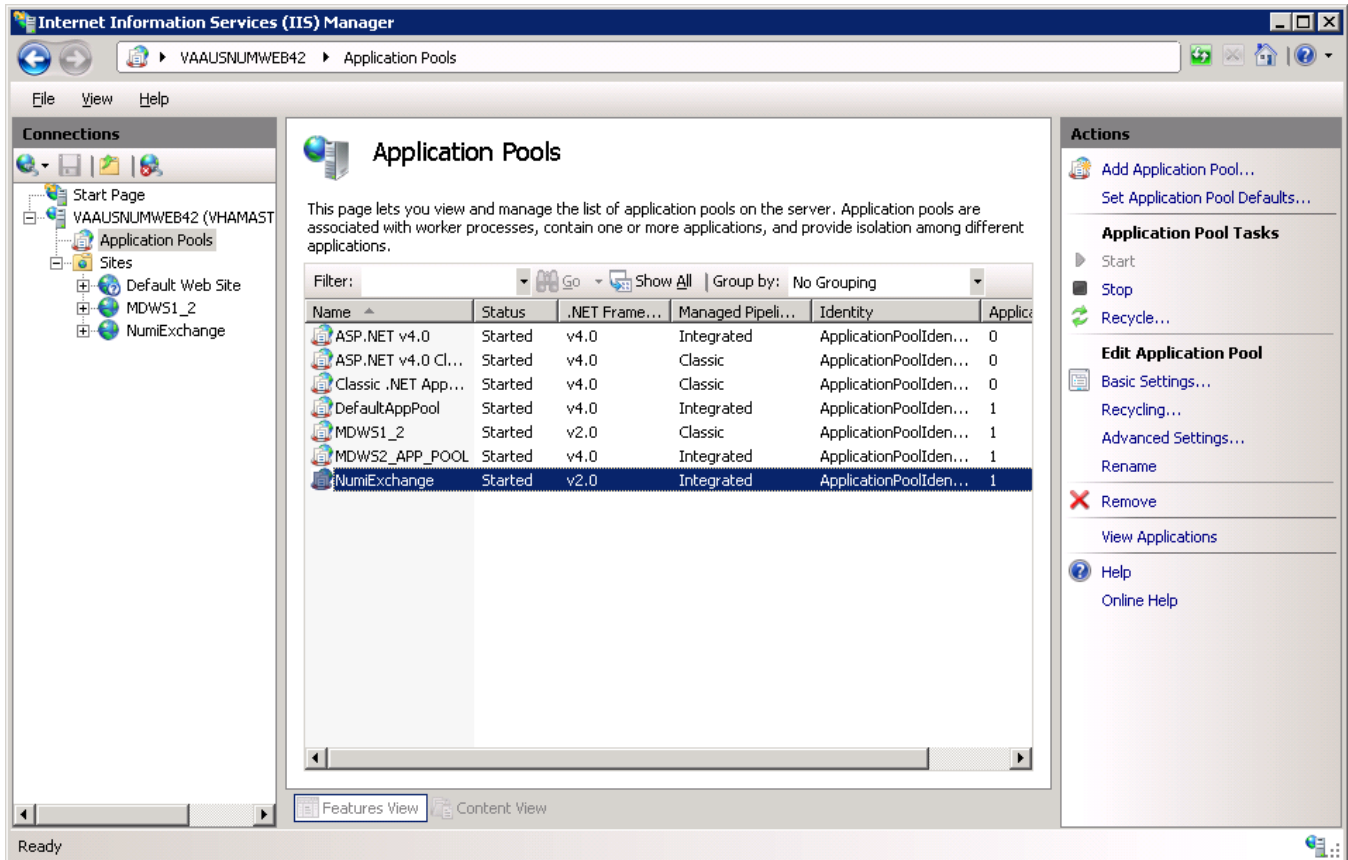 Internet Information Services (IIS) Manager
VAAUSNUMWEB42 Application Pools
File View Help
Connections
Start Page
VAAUSNUMWEB42 (VHAMAST
Application Pools
Sites
Default Web Site
MDWS1_2
NumiExchange
Application Pools
This page lets you view and manage the list of application pools on the server. Application pools are
associated with worker processes, contain one or more applications, and provide isolation among different
applications.
Filter: Go Show All Group by: No Grouping
Name Status .NET Frame... Managed Pipeli... Identity Applica
ASP.NET v4.0 Started v4.0 Integrated ApplicationPoolIden... 0
ASP.NET v4.0 Cl... Started v4.0 Classic ApplicationPoolIden... 0
Classic .NET App... Started v4.0 Classic ApplicationPoolIden... 0
DefaultAppPool Started v4.0 Integrated ApplicationPoolIden... 1
MDWS1_2 Started v2.0 Classic ApplicationPoolIden... 1
MDWS2_APP_POOL Started v4.0 Integrated ApplicationPoolIden... 1
NumiExchange Started v2.0 Integrated ApplicationPoolIden... 1
Features View Content View
Actions
Add Application Pool...
Set Application Pool Defaults...
Application Pool Tasks
Start
Stop
Recycle...
Edit Application Pool
Basic Settings...
Recycling...
Advanced Settings...
Rename
Remove
View Applications
Help
Online Help
Ready